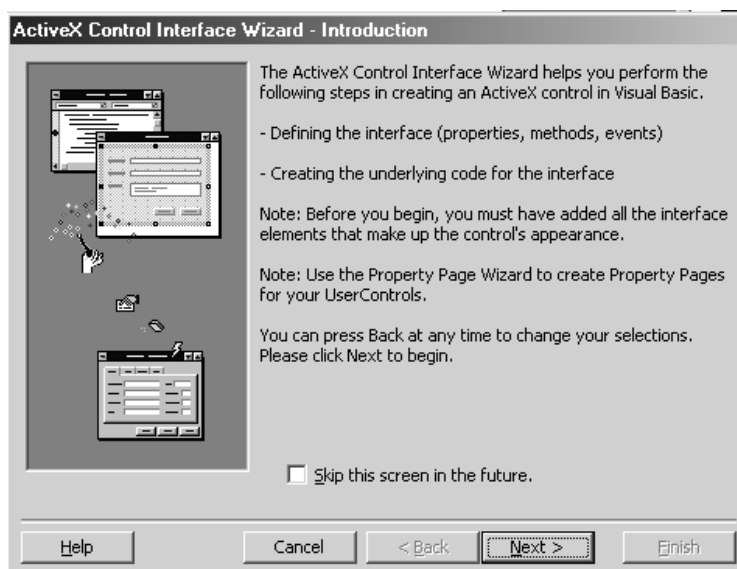 ActiveX Control Interface Wizard - Introduction
The ActiveX Control Interface Wizard helps you perform the
following steps in creating an ActiveX control in Visual Basic.
- Defining the interface (properties, methods, events)
- Creating the underlying code for the interface
Note: Before you begin, you must have added all the interface
elements that make up the control's appearance.
Note: Use the Property Page Wizard to create Property Pages
for your UserControls.
You can press Back at any time to change your selections.
Please click Next to begin.
Skip this screen in the future.
Help
Cancel
< Back
Next >
Finish